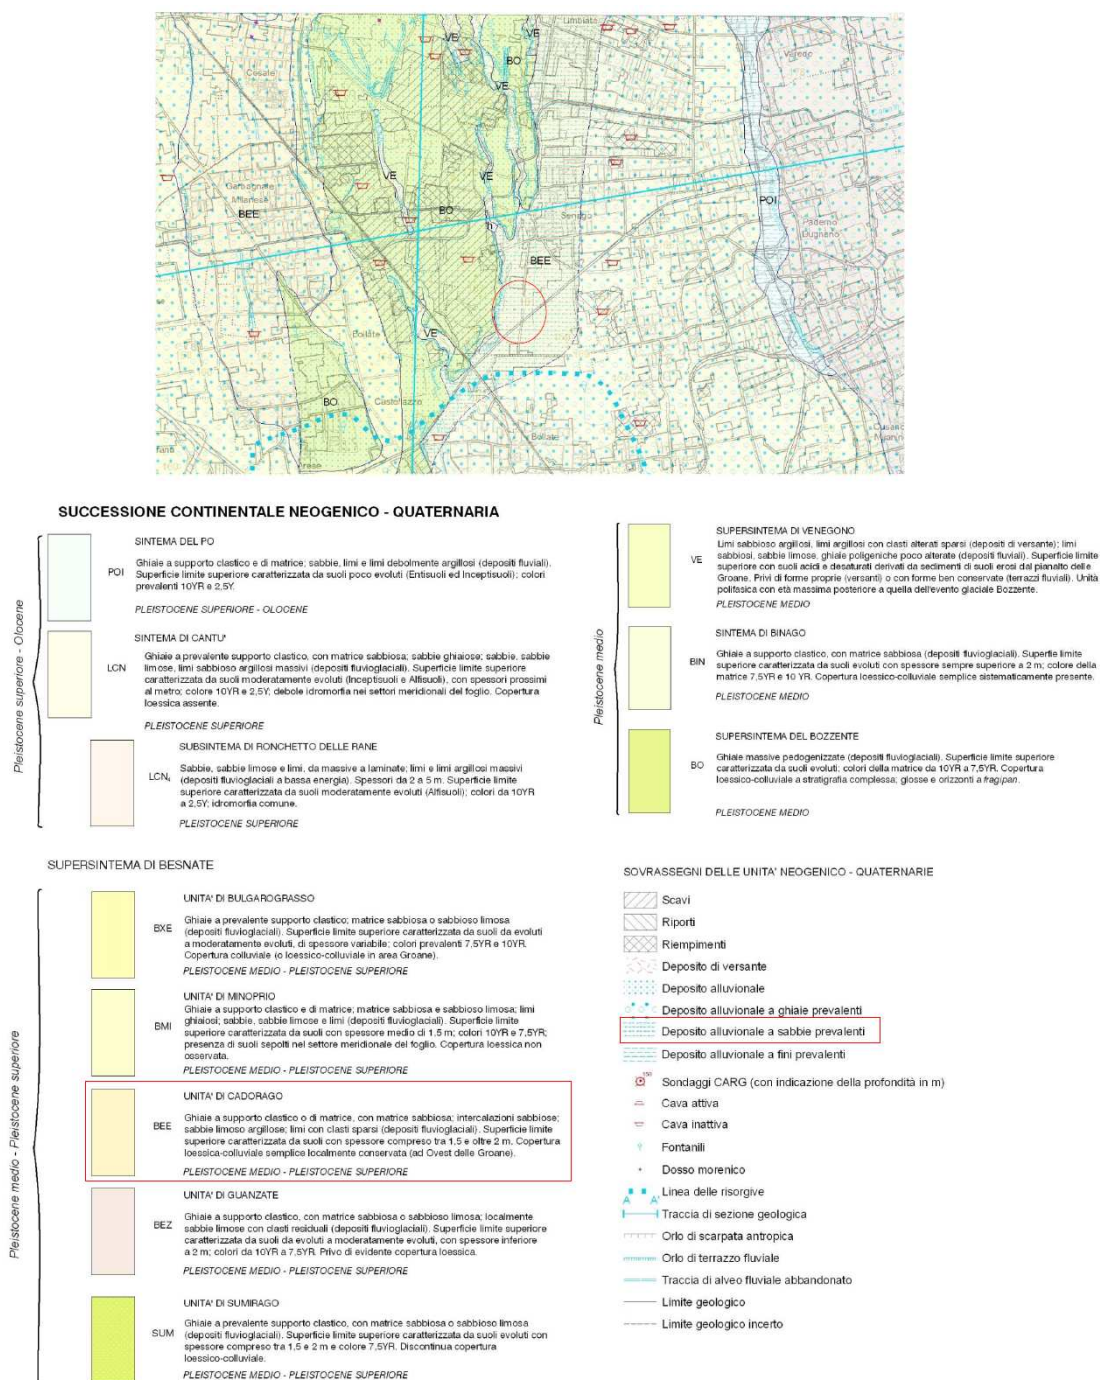 Limbiate
Varedo
VE
VE
BO
Cesate
VE
Garbagnate
Milanese
BEE
VE
VE
BO
Senago
POI
Paderno
Dugnano
BEE
Bollate
VE
BO
Castellazzo
Bollate
Cusano
Arese
SUCCESSIONE CONTINENTALE NEOGENICO - QUATERNARIA
Pleistocene superiore - Olocene
POI
SINTEMA DEL PO
Ghiaie a supporto clastico e di matrice; sabbie, limi e limi debolmente argillosi (depositi fluviali).
Superficie limite superiore caratterizzata da suoli poco evoluti (Entisuoli ed Inceptisuoli); colori
prevalenti 10YR e 2,5Y.
PLEISTOCENE SUPERIORE - OLOCENE
SINTEMA DI CANTU'
LCN
Ghiaie a prevalente supporto clastico, con matrice sabbiosa; sabbie ghiaiose; sabbie, sabbie
limose, limi sabbioso argillosi massivi (depositi fluvioglaciali). Superficie limite superiore
caratterizzata da suoli moderatamente evoluti (Inceptisuoli e Alfisuoli), con spessori prossimi
al metro; colore 10YR e 2,5Y; debole idromorfia nei settori meridionali del foglio. Copertura
loessica assente.
PLEISTOCENE SUPERIORE
SUBSINTEMA DI RONCHETTO DELLE RANE
LCN₁
Sabbie, sabbie limose e limi, da massive a laminate; limi e limi argillosi massivi
(depositi fluvioglaciali a bassa energia). Spessori da 2 a 5 m. Superficie limite
superiore caratterizzata da suoli moderatamente evoluti (Alfisuoli); colori da 10YR
a 2,5Y; idromorfia comune.
PLEISTOCENE SUPERIORE
Pleistocene medio
SUPERSINTEMA DI VENEGONO
VE
Limi sabbioso argillosi, limi argillosi con clasti alterati sparsi (depositi di versante); limi
sabbiosi, sabbie limose, ghiaie poligeniche poco alterate (depositi fluviali). Superficie limite
superiore con suoli acidi e desaturati derivati da sedimenti di suoli erosi dal pianalto delle
Groane. Privi di forme proprie (versanti) o con forme ben conservate (terrazzi fluviali). Unità
polifasica con età massima posteriore a quella dell'evento glaciale Bozzente.
PLEISTOCENE MEDIO
SINTEMA DI BINAGO
BIN
Ghiaie a supporto clastico, con matrice sabbiosa (depositi fluvioglaciali). Superfie limite
superiore caratterizzata da suoli evoluti con spessore sempre superiore a 2 m; colore della
matrice 7,5YR e 10 YR. Copertura loessico-colluviale semplice sistematicamente presente.
PLEISTOCENE MEDIO
SUPERSINTEMA DEL BOZZENTE
BO
Ghiaie massive pedogenizzate (depositi fluvioglaciali). Superficie limite superiore
caratterizzata da suoli evoluti; colori della matrice da 10YR a 7,5YR. Copertura
loessico-colluviale a stratigrafia complessa; glosse e orizzonti a fragipan.
PLEISTOCENE MEDIO
SUPERSINTEMA DI BESNATE
Pleistocene medio - Pleistocene superiore
UNITA' DI BULGAROGRASSO
BXE
Ghiaie a prevalente supporto clastico; matrice sabbiosa o sabbioso limosa
(depositi fluvioglaciali). Superficie limite superiore caratterizzata da suoli da evoluti
a moderatamente evoluti, di spessore variabile; colori prevalenti 7,5YR e 10YR.
Copertura colluviale (o loessico-colluviale in area Groane).
PLEISTOCENE MEDIO - PLEISTOCENE SUPERIORE
UNITA' DI MINOPRIO
BMI
Ghiaie a supporto clastico e di matrice; matrice sabbiosa e sabbioso limosa; limi
ghiaiosi; sabbie, sabbie limose e limi (depositi fluvioglaciali). Superficie limite
superiore caratterizzata da suoli con spessore medio di 1,5 m; colori 10YR e 7,5YR;
presenza di suoli sepolti nel settore meridionale del foglio. Copertura loessica non
osservata.
PLEISTOCENE MEDIO - PLEISTOCENE SUPERIORE
UNITA' DI CADORAGO
BEE
Ghiaie a supporto clastico o di matrice, con matrice sabbiosa; intercalazioni sabbiose;
sabbie limoso argillose; limi con clasti sparsi (depositi fluvioglaciali). Superficie limite
superiore caratterizzata da suoli con spessore compreso tra 1,5 e oltre 2 m. Copertura
loessica-colluviale semplice localmente conservata (ad Ovest delle Groane).
PLEISTOCENE MEDIO - PLEISTOCENE SUPERIORE
UNITA' DI GUANZATE
BEZ
Ghiaie a supporto clastico, con matrice sabbiosa o sabbioso limosa; localmente
sabbie limose con clasti residuali (depositi fluvioglaciali). Superficie limite superiore
caratterizzata da suoli da evoluti a moderatamente evoluti, con spessore inferiore
a 2 m; colori da 10YR a 7,5YR. Privo di evidente copertura loessica.
PLEISTOCENE MEDIO - PLEISTOCENE SUPERIORE
UNITA' DI SUMIRAGO
SUM
Ghiaie a prevalente supporto clastico, con matrice sabbiosa o sabbioso limosa
(depositi fluvioglaciali). Superficie limite superiore caratterizzata da suoli evoluti con
spessore compreso tra 1,5 e 2 m e colore 7,5YR. Discontinua copertura
loessico-colluviale.
PLEISTOCENE MEDIO - PLEISTOCENE SUPERIORE
SOVRASSEGNI DELLE UNITA' NEOGENICO - QUATERNARIE
Scavi
Riporti
Riempimenti
Deposito di versante
Deposito alluvionale
Deposito alluvionale a ghiaie prevalenti
Deposito alluvionale a sabbie prevalenti
Deposito alluvionale a fini prevalenti
Sondaggi CARG (con indicazione della profondità in m)
Cava attiva
Cava inattiva
Fontanili
Dosso morenico
Linea delle risorgive
A A' Traccia di sezione geologica
Orlo di scarpata antropica
Orlo di terrazzo fluviale
Traccia di alveo fluviale abbandonato
Limite geologico
Limite geologico incerto